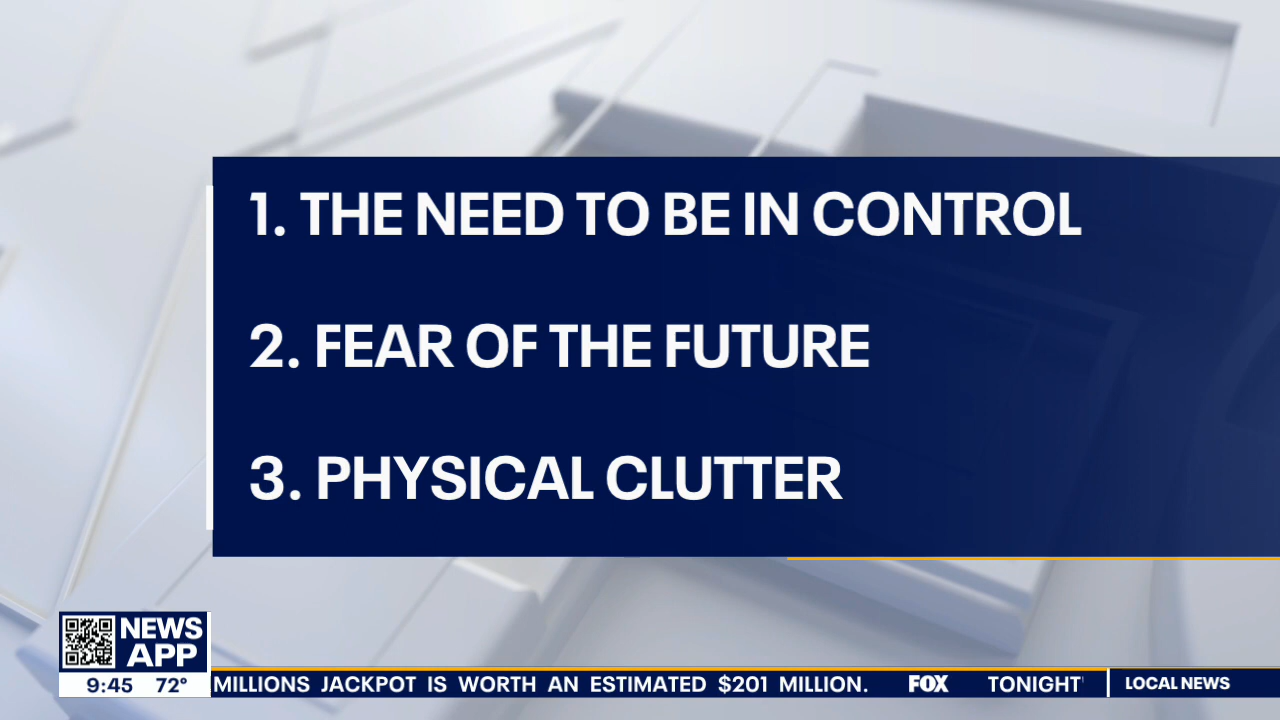 1. THE NEED TO BE IN CONTROL
2. FEAR OF THE FUTURE
3. PHYSICAL CLUTTER
NEWS
APP
9:45 72°
MILLIONS JACKPOT IS WORTH AN ESTIMATED $201 MILLION. FOX TONIGHT
LOCAL NEWS